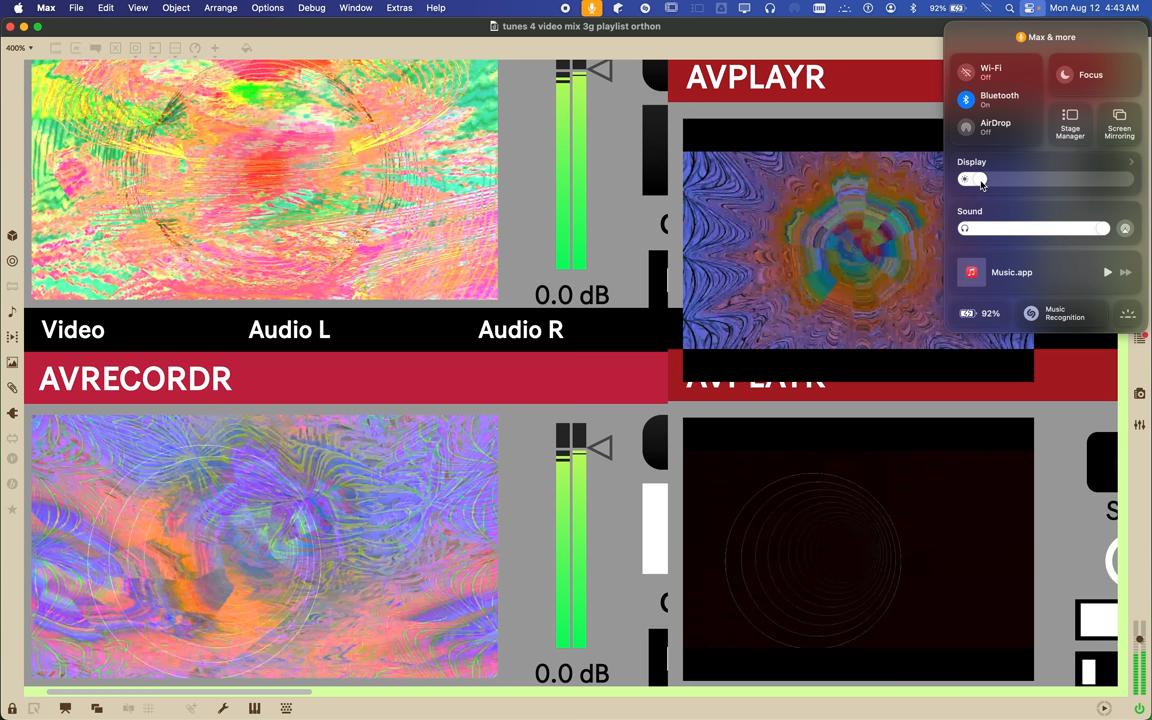 Max File Edit View Object Arrange Options Debug Window Extras Help 92% Mon Aug 12 4:43 AM
tunes 4 video mix 3g playlist orthon
400%
Max & more
Wi-Fi
Off
Focus
Bluetooth
On
AirDrop
Off
Stage
Manager
Screen
Mirroring
Display
Sound
Music.app
92%
Music
Recognition
AVPLAYR
0.0 dB
Video Audio L Audio R
AVRECORDR
0.0 dB